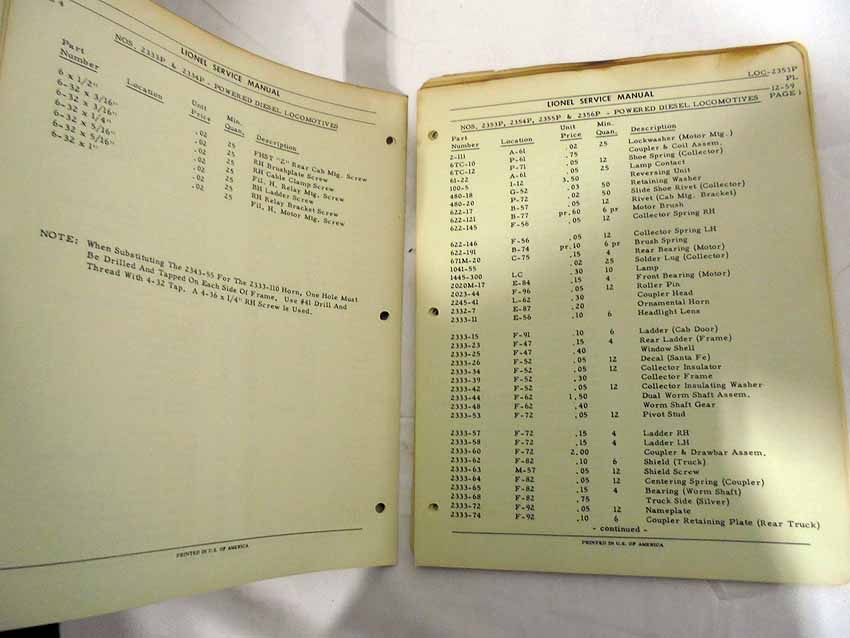 LIONEL SERVICE MANUAL
NOS. 2333P & 2334P - POWERED DIESEL LOCOMOTIVES
Part Number Location Unit Price Min. Quan. Description
6 x 1/2" .02 25 FHST "Z" Rear Cab Mtg. Screw
6-32 x 3/16" .02 25 RH Brushplate Screw
6-32 x 3/16" .02 25 RH Cable Clamp Screw
6-32 x 1/4" .02 25 Fil. H. Relay Mtg. Screw
6-32 x 5/16" .02 25 BH Ladder Screw
6-32 x 5/16" .02 25 RH Relay Bracket Screw
6-32 x 1" .02 25 Fil. H. Motor Mtg. Screw
NOTE: When Substituting The 2343-55 For The 2333-110 Horn, One Hole Must
Be Drilled And Tapped On Each Side Of Frame. Use #41 Drill And
Thread With 4-32 Tap. A 4-36 x 1/4" RH Screw Is Used.
PRINTED IN U.S. OF AMERICA
LOC-2353P
PL
LIONEL SERVICE MANUAL
12-59
PAGE 1
NOS. 2353P, 2354P, 2355P & 2356P - POWERED DIESEL LOCOMOTIVES
Part Number Location Unit Price Min. Quan. Description
2-111 A-61 .02 25 Lockwasher (Motor Mtg.)
6TC-10 P-61 .75 Coupler & Coil Assem.
6TC-12 P-71 .05 12 Shoe Spring (Collector)
61-22 A-61 Lamp Contact
100-5 I-12 3.50 Reversing Unit
480-18 G-52 .03 50 Retaining Washer
480-20 P-72 .02 50 Slide Shoe Rivet (Collector)
622-17 B-57 .05 12 Rivet (Cab Mtg. Bracket)
622-121 B-77 pr.60 6 pr Motor Brush
622-145 F-56 .05 12 Collector Spring RH
622-146 F-56 .05 12 Collector Spring LH
622-191 B-74 pr.10 6 pr Brush Spring
671M-20 C-75 .15 4 Rear Bearing (Motor)
1041-55 .02 25 Solder Lug (Collector)
1445-300 LC .30 10 Lamp
2020M-17 E-84 .15 4 Front Bearing (Motor)
2023-44 F-96 .05 12 Roller Pin
2245-41 L-62 .30 Coupler Head
2332-7 E-87 .20 Ornamental Horn
2333-11 E-56 .10 6 Headlight Lens
2333-15 F-91 .10 6 Ladder (Cab Door)
2333-23 F-47 .15 4 Rear Ladder (Frame)
2333-25 F-47 .40 Window Shell
2333-26 F-52 .05 12 Decal (Santa Fe)
2333-34 F-52 .05 12 Collector Insulator
2333-39 F-52 .30 Collector Frame
2333-42 F-52 .05 12 Collector Insulating Washer
2333-44 F-62 1.50 Dual Worm Shaft Assem.
2333-48 F-62 .40 Worm Shaft Gear
2333-53 F-72 .05 12 Pivot Stud
2333-57 F-72 .15 4 Ladder RH
2333-58 F-72 .15 4 Ladder LH
2333-60 F-72 2.00 Coupler & Drawbar Assem.
2333-62 F-82 .10 6 Shield (Truck)
2333-63 M-57 .05 12 Shield Screw
2333-64 F-82 .05 12 Centering Spring (Coupler)
2333-65 F-82 .15 4 Bearing (Worm Shaft)
2333-68 F-82 .75 Truck Side (Silver)
2333-72 F-92 .05 12 Nameplate
2333-74 F-92 .10 6 Coupler Retaining Plate (Rear Truck)
- continued -
PRINTED IN U.S. OF AMERICA